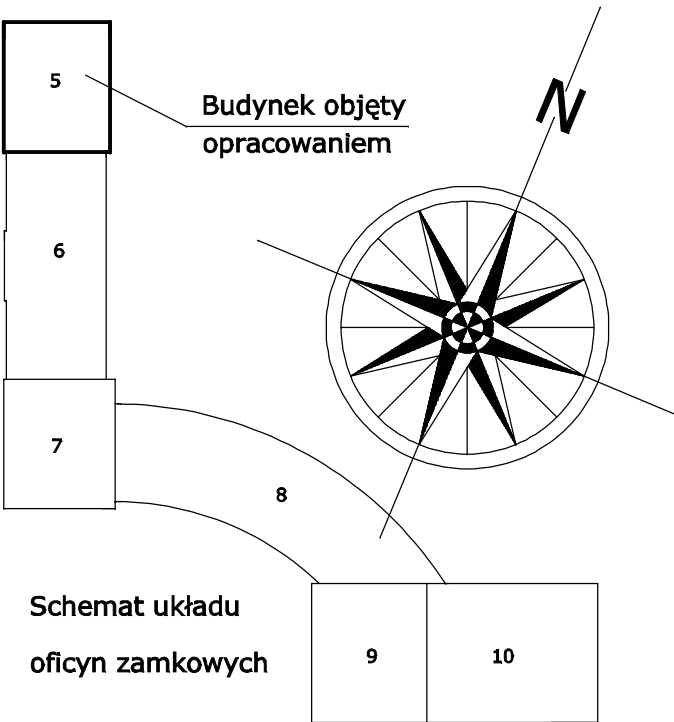 5
Budynek objęty
opracowaniem
N
6
7
8
Schemat układu
oficyn zamkowych
9
10